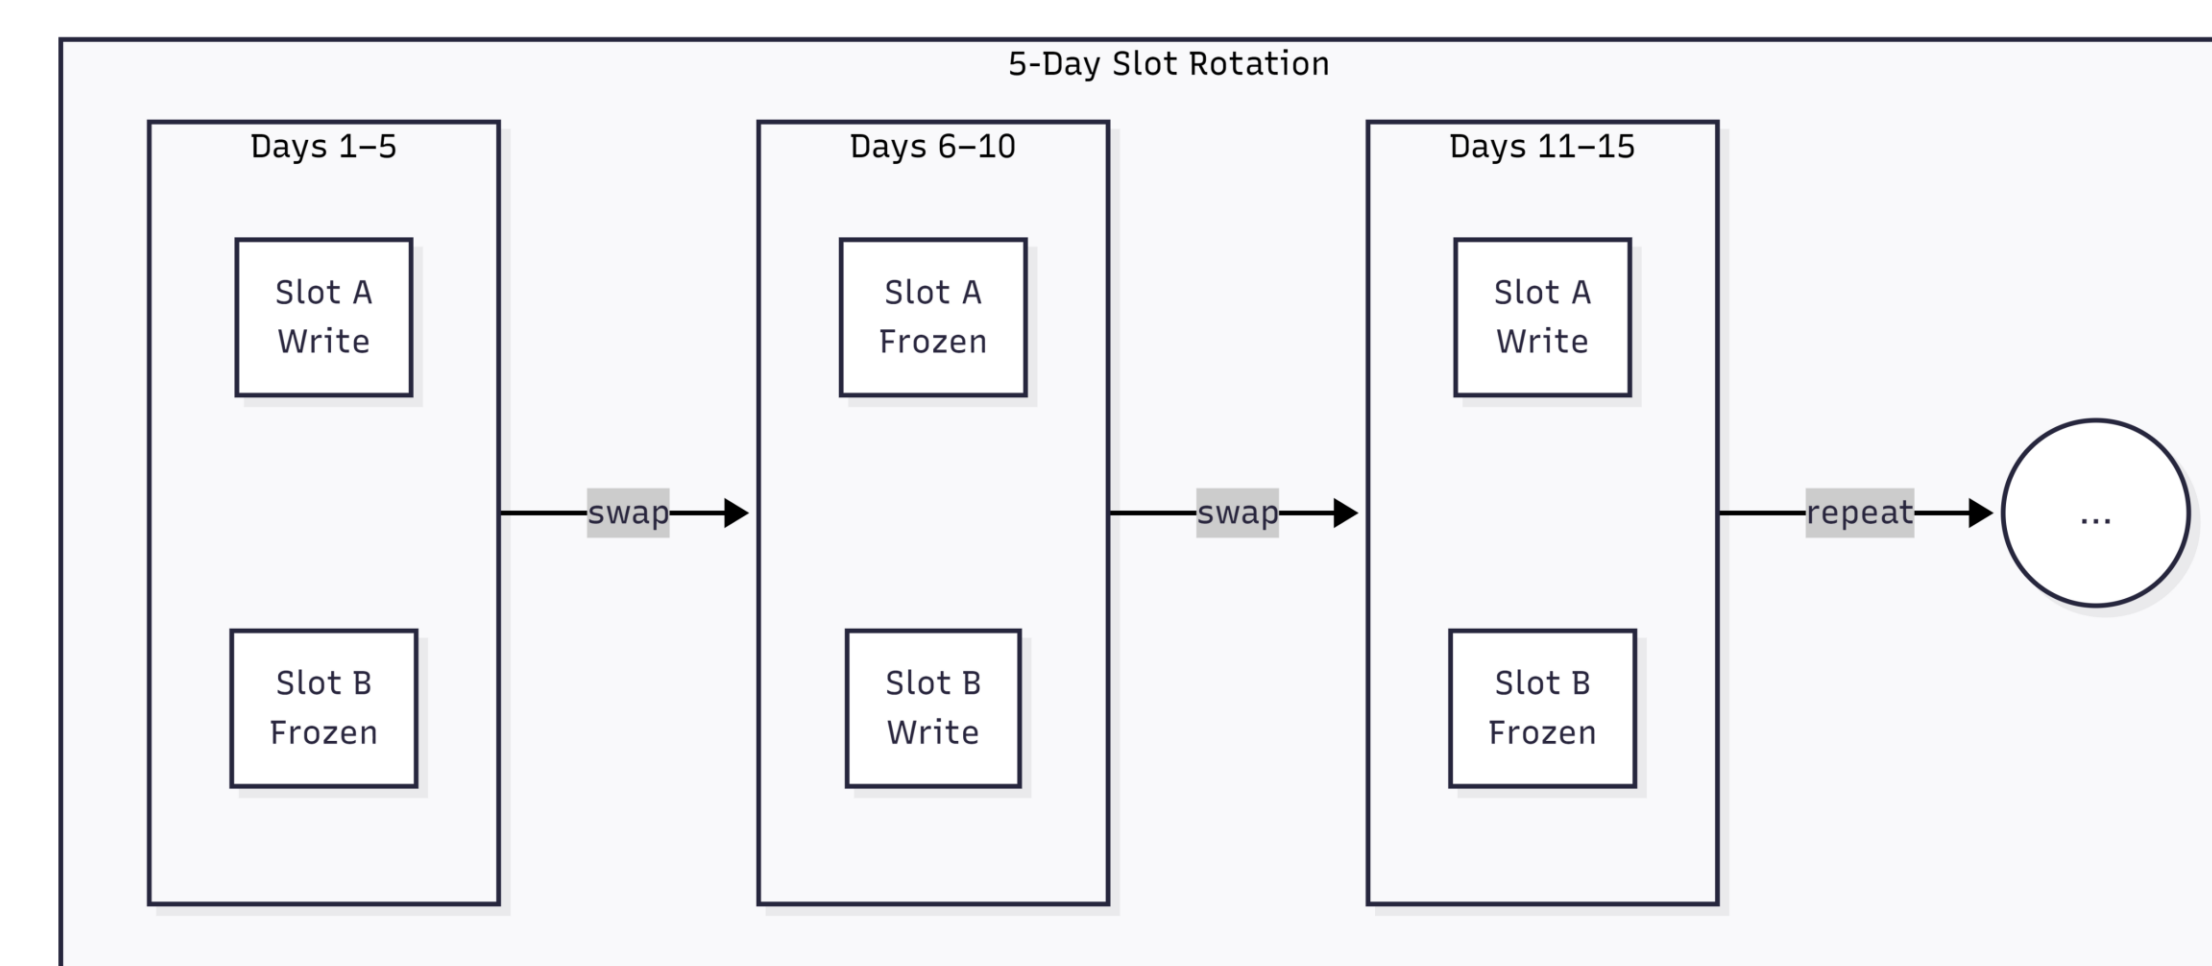 5-Day Slot Rotation
Days 1–5
Slot A
Write
Slot B
Frozen
swap
Days 6–10
Slot A
Frozen
Slot B
Write
swap
Days 11–15
Slot A
Write
Slot B
Frozen
repeat
...